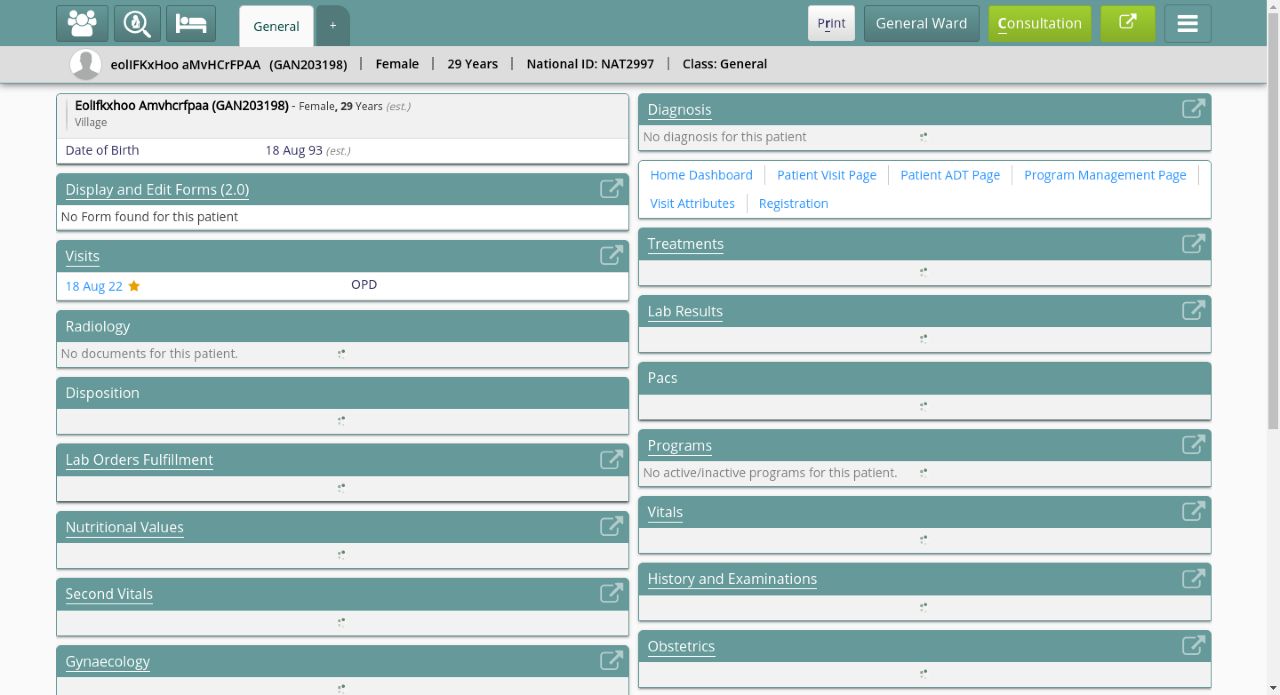 General
+
Print
General Ward
Consultation
eolIFKxHoo aMvHCrFPAA (GAN203198) | Female | 29 Years | National ID: NAT2997 | Class: General
Eolifkxhoo Amvhcrfpaa (GAN203198) - Female, 29 Years (est.)
Village
Date of Birth 18 Aug 93 (est.)
Display and Edit Forms (2.0)
No Form found for this patient
Visits
18 Aug 22 OPD
Radiology
No documents for this patient.
Disposition
Lab Orders Fulfillment
Nutritional Values
Second Vitals
Gynaecology
Diagnosis
No diagnosis for this patient
Home Dashboard | Patient Visit Page | Patient ADT Page | Program Management Page |
Visit Attributes | Registration
Treatments
Lab Results
Pacs
Programs
No active/inactive programs for this patient.
Vitals
History and Examinations
Obstetrics